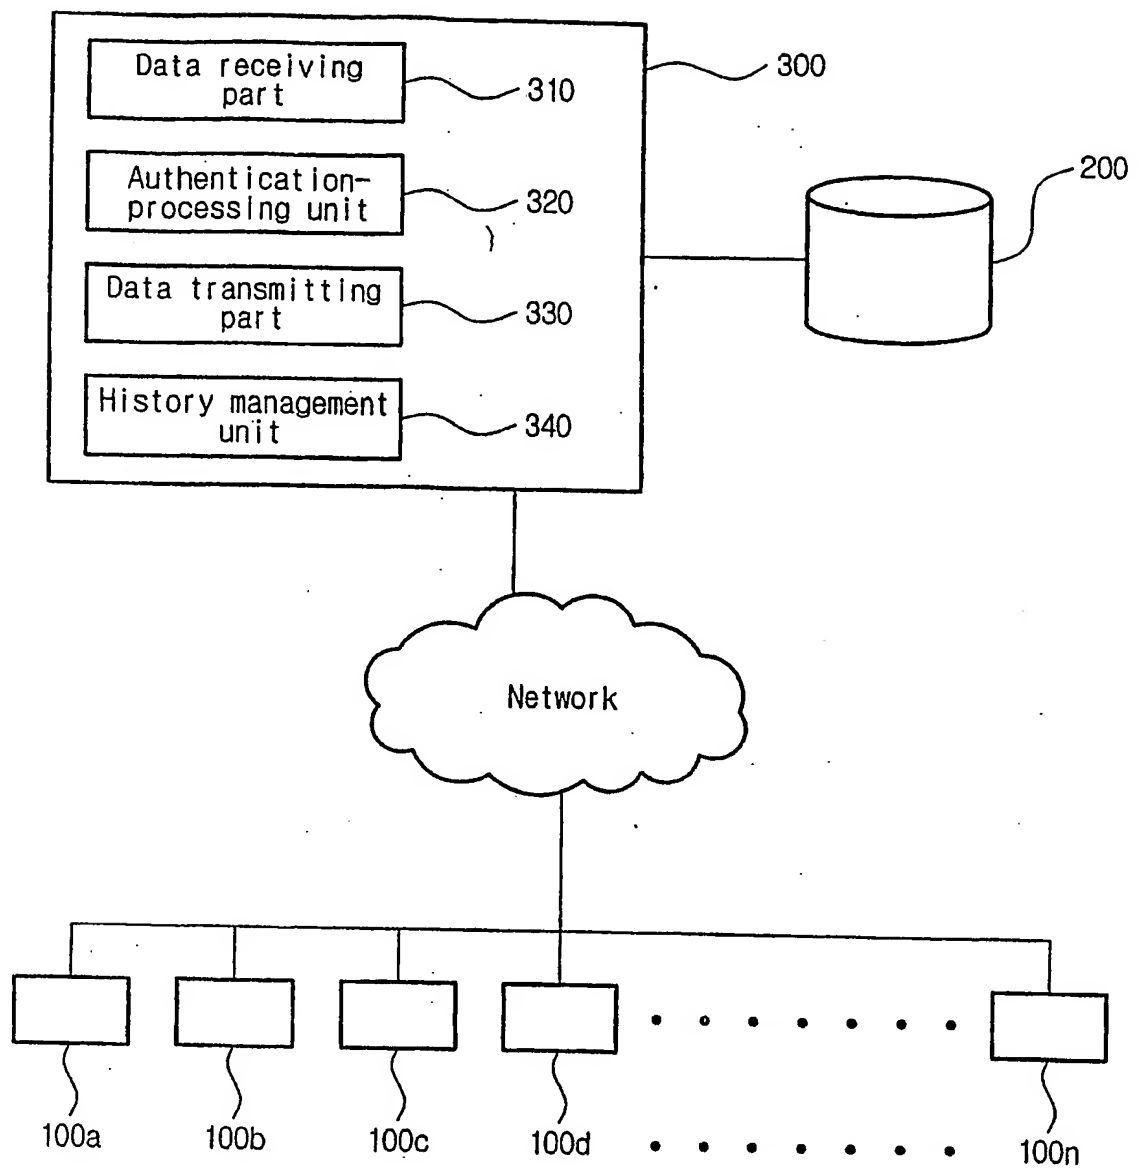 Data receiving
part
310
300
Authentication-
processing unit
320
200
Data transmitting
part
330
History management
unit
340
Network
100a
100b
100c
100d
100n